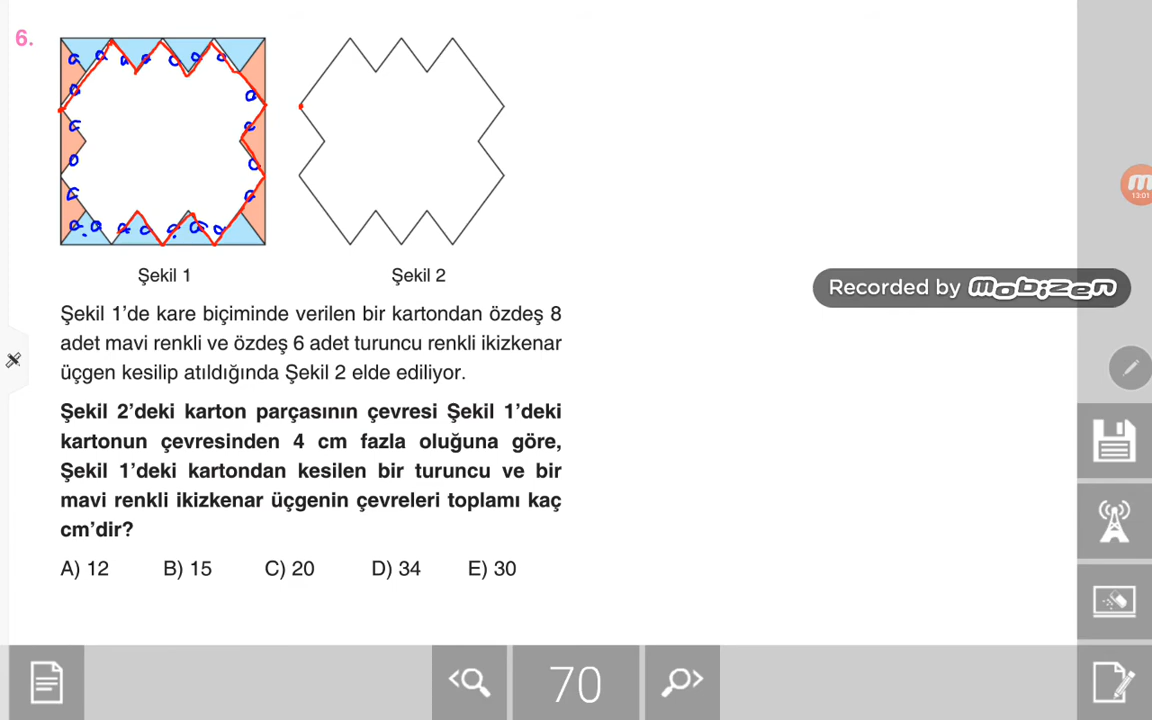 6.
a a a a a a a
a a
a a
a a
a a
a a a a a a a
Şekil 1
Şekil 2
13:01
Recorded by mobizen
Şekil 1’de kare biçiminde verilen bir kartondan özdeş 8
adet mavi renkli ve özdeş 6 adet turuncu renkli ikizkenar
üçgen kesilip atıldığında Şekil 2 elde ediliyor.
Şekil 2’deki karton parçasının çevresi Şekil 1’deki
kartonun çevresinden 4 cm fazla oluğuna göre,
Şekil 1’deki kartondan kesilen bir turuncu ve bir
mavi renkli ikizkenar üçgenin çevreleri toplamı kaç
cm’dir?
A) 12 B) 15 C) 20 D) 34 E) 30
70